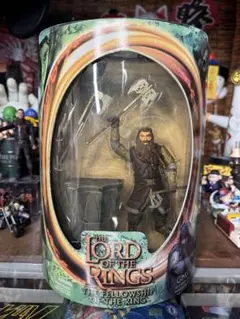 THE
LORD
OF THE
RINGS
THE FELLOWSHIP
OF THE RING